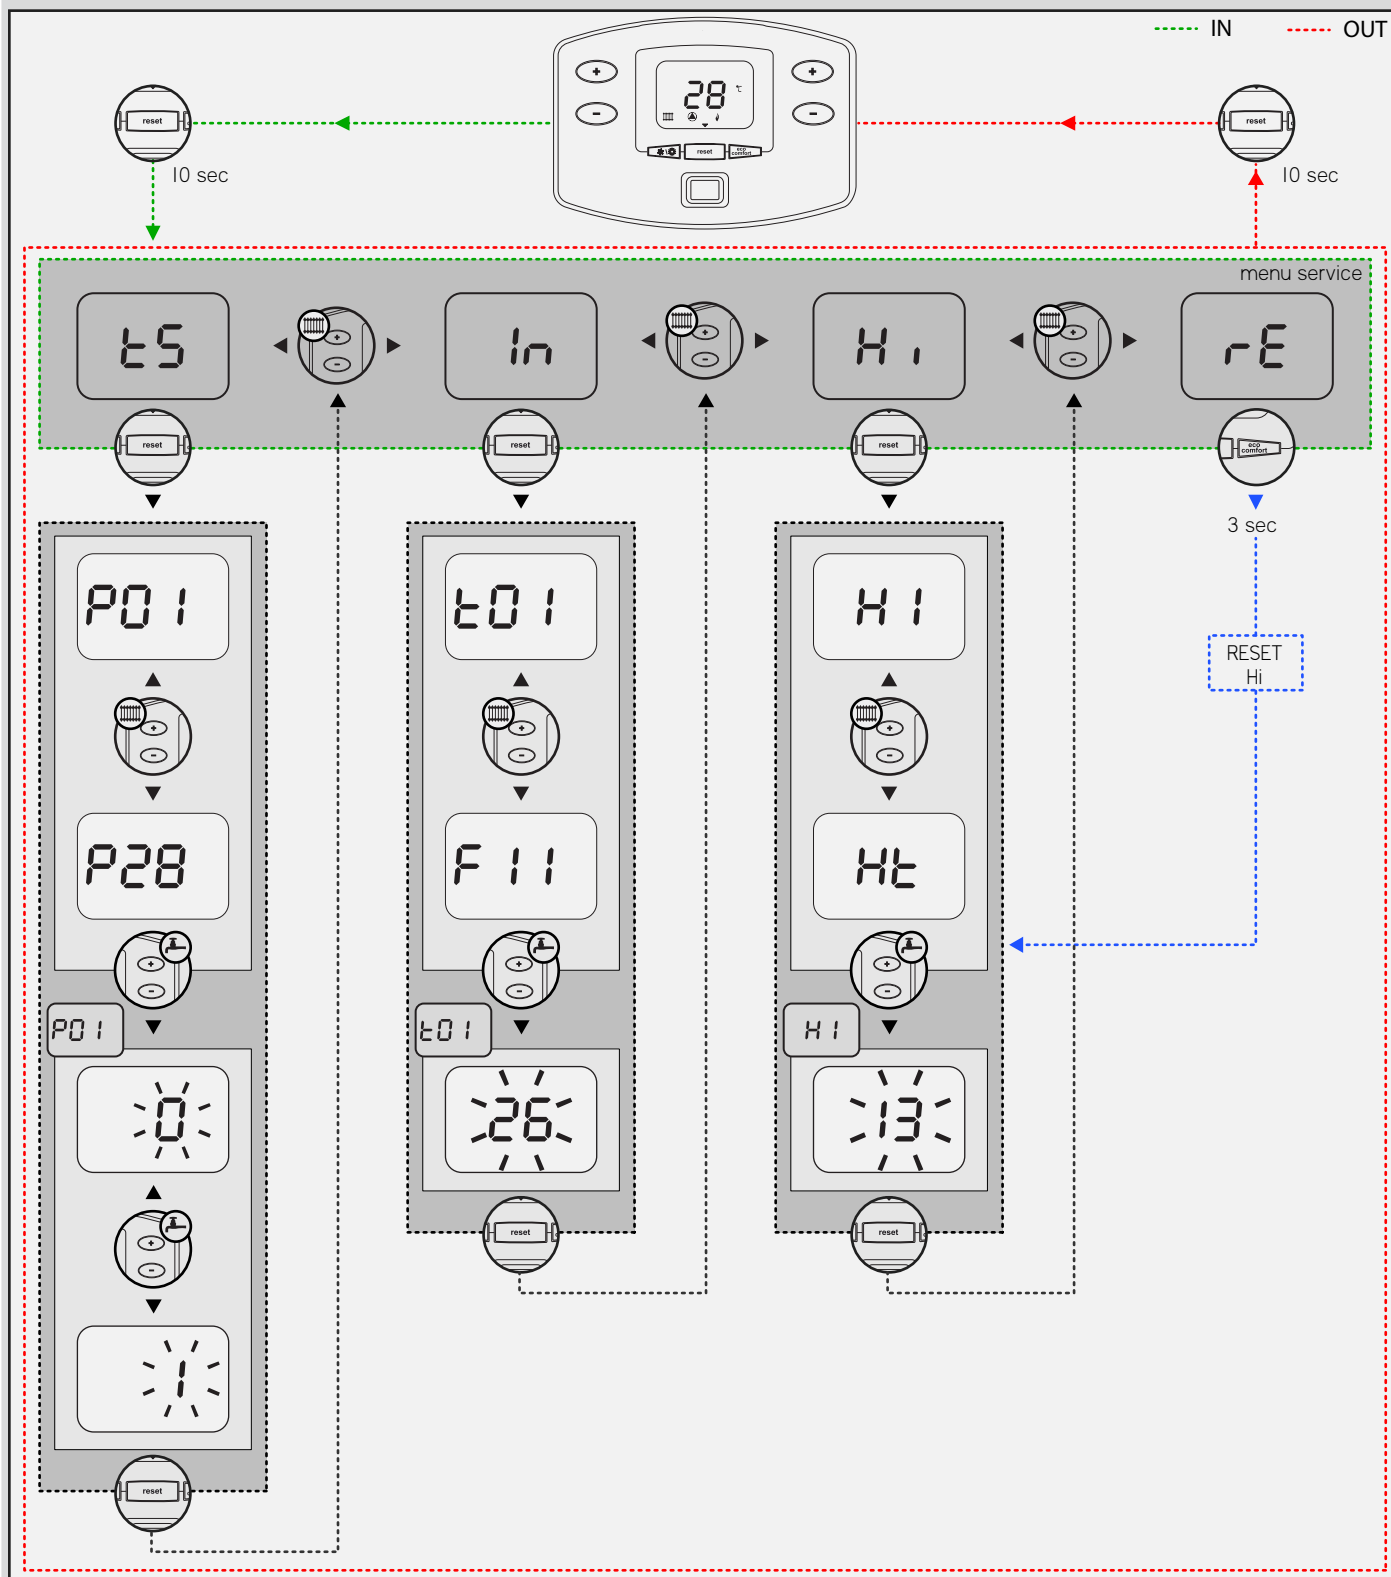 IN OUT
+ +
28 °C
- -
reset eco comfort
reset
10 sec
reset
10 sec
menu service
tS
+
-
In
+
-
Hi
+
-
rE
reset
reset
reset
eco comfort
3 sec
P01
t01
H1
RESET
Hi
+
-
+
-
+
-
P28
F11
Ht
+
-
+
-
+
-
P01
t01
H1
0
26
13
+
-
reset
reset
1
reset